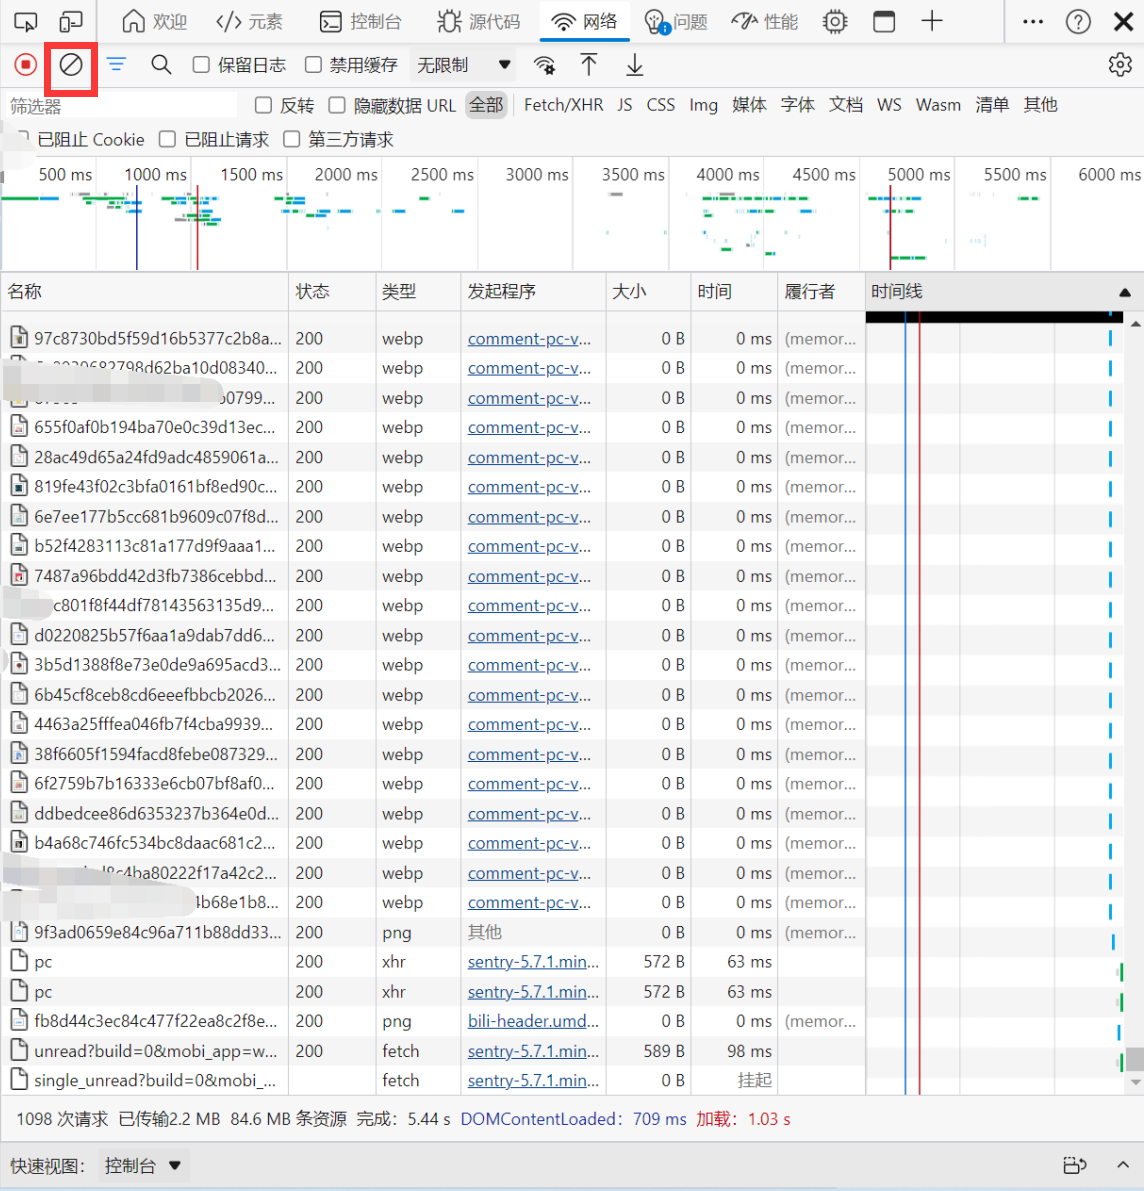 欢迎 </> 元素 控制台 源代码 网络 问题 性能
保留日志 禁用缓存 无限制
筛选器 反转 隐藏数据 URL 全部 Fetch/XHR JS CSS Img 媒体 字体 文档 WS Wasm 清单 其他
已阻止 Cookie 已阻止请求 第三方请求
500 ms 1000 ms 1500 ms 2000 ms 2500 ms 3000 ms 3500 ms 4000 ms 4500 ms 5000 ms 5500 ms 6000 ms
名称 状态 类型 发起程序 大小 时间 履行者 时间线
97c8730bd5f59d16b5377c2b8a... 200 webp comment-pc-v... 0 B 0 ms (memor...
82798d62ba10d08340... 200 webp comment-pc-v... 0 B 0 ms (memor...
0799... 200 webp comment-pc-v... 0 B 0 ms (memor...
655f0af0b194ba70e0c39d13ec... 200 webp comment-pc-v... 0 B 0 ms (memor...
28ac49d65a24fd9adc4859061a... 200 webp comment-pc-v... 0 B 0 ms (memor...
819fe43f02c3bfa0161bf8ed90c... 200 webp comment-pc-v... 0 B 0 ms (memor...
6e7ee177b5cc681b9609c07f8d... 200 webp comment-pc-v... 0 B 0 ms (memor...
b52f4283113c81a177d9f9aaa1... 200 webp comment-pc-v... 0 B 0 ms (memor...
7487a96bdd42d3fb7386cebbd... 200 webp comment-pc-v... 0 B 0 ms (memor...
c801f8f44df78143563135d9... 200 webp comment-pc-v... 0 B 0 ms (memor...
d0220825b57f6aa1a9dab7dd6... 200 webp comment-pc-v... 0 B 0 ms (memor...
3b5d1388f8e73e0de9a695acd3... 200 webp comment-pc-v... 0 B 0 ms (memor...
6b45cf8ceb8cd6eeefbbcb2026... 200 webp comment-pc-v... 0 B 0 ms (memor...
4463a25fffea046fb7f4cba9939... 200 webp comment-pc-v... 0 B 0 ms (memor...
38f6605f1594facd8febe087329... 200 webp comment-pc-v... 0 B 0 ms (memor...
6f2759b7b16333e6cb07bf8af0... 200 webp comment-pc-v... 0 B 0 ms (memor...
ddbedcee86d6353237b364e0d... 200 webp comment-pc-v... 0 B 0 ms (memor...
b4a68c746fc534bc8daac681c2... 200 webp comment-pc-v... 0 B 0 ms (memor...
d8c4ba80222f17a42c2... 200 webp comment-pc-v... 0 B 0 ms (memor...
4b68e1b8... 200 webp comment-pc-v... 0 B 0 ms (memor...
9f3ad0659e84c96a711b88dd33... 200 png 其他 0 B 0 ms (memor...
pc 200 xhr sentry-5.7.1.min... 572 B 63 ms
pc 200 xhr sentry-5.7.1.min... 572 B 63 ms
fb8d44c3ec84c477f22ea8c2f8e... 200 png bili-header.umd... 0 B 0 ms (memor...
unread?build=0&mobi_app=w... 200 fetch sentry-5.7.1.min... 589 B 98 ms
single_unread?build=0&mobi_... fetch sentry-5.7.1.min... 0 B 挂起
1098 次请求 已传输2.2 MB 84.6 MB 条资源 完成：5.44 s DOMContentLoaded：709 ms 加载：1.03 s
快速视图： 控制台